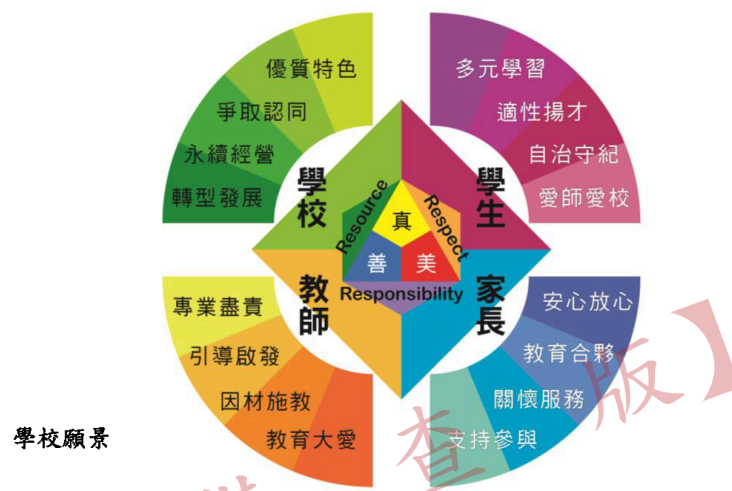 優質特色
爭取認同
永續經營
轉型發展
多元學習
適性揚才
自治守紀
愛師愛校
學校
學生
Resource
Respect
真
善
美
Responsibility
教師
家長
專業盡責
引導啟發
因材施教
教育大愛
安心放心
教育合夥
關懷服務
支持參與
學校願景
查
版】